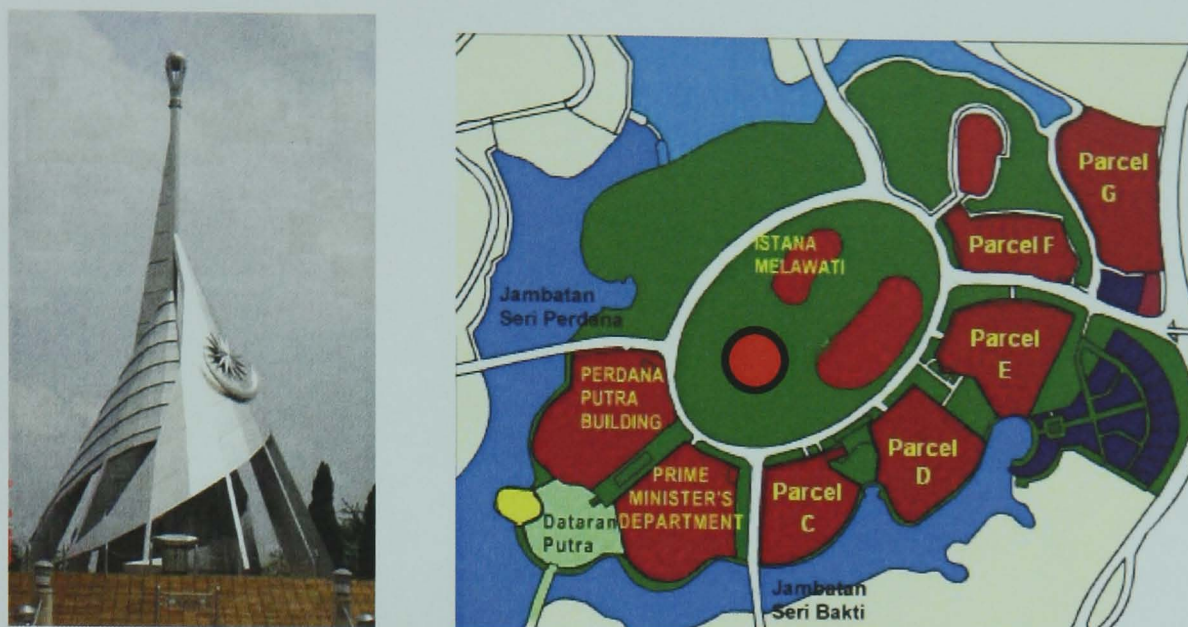 Parcel
G
Parcel F
ISTANA
MELAWATI
Jambatan
Seri Perdana
Parcel
E
PERDANA
PUTRA
BUILDING
Parcel
D
PRIME
MINISTER'S
DEPARTMENT
Parcel
C
Dataran
Putra
Jambatan
Seri Bakti